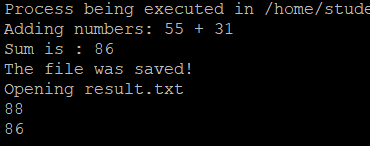 Process being executed in /home/stude
Adding numbers: 55 + 31
Sum is : 86
The file was saved!
Opening result.txt
88
86